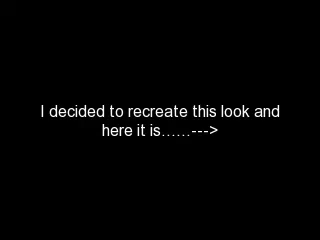 I decided to recreate this look and
here it is......--->